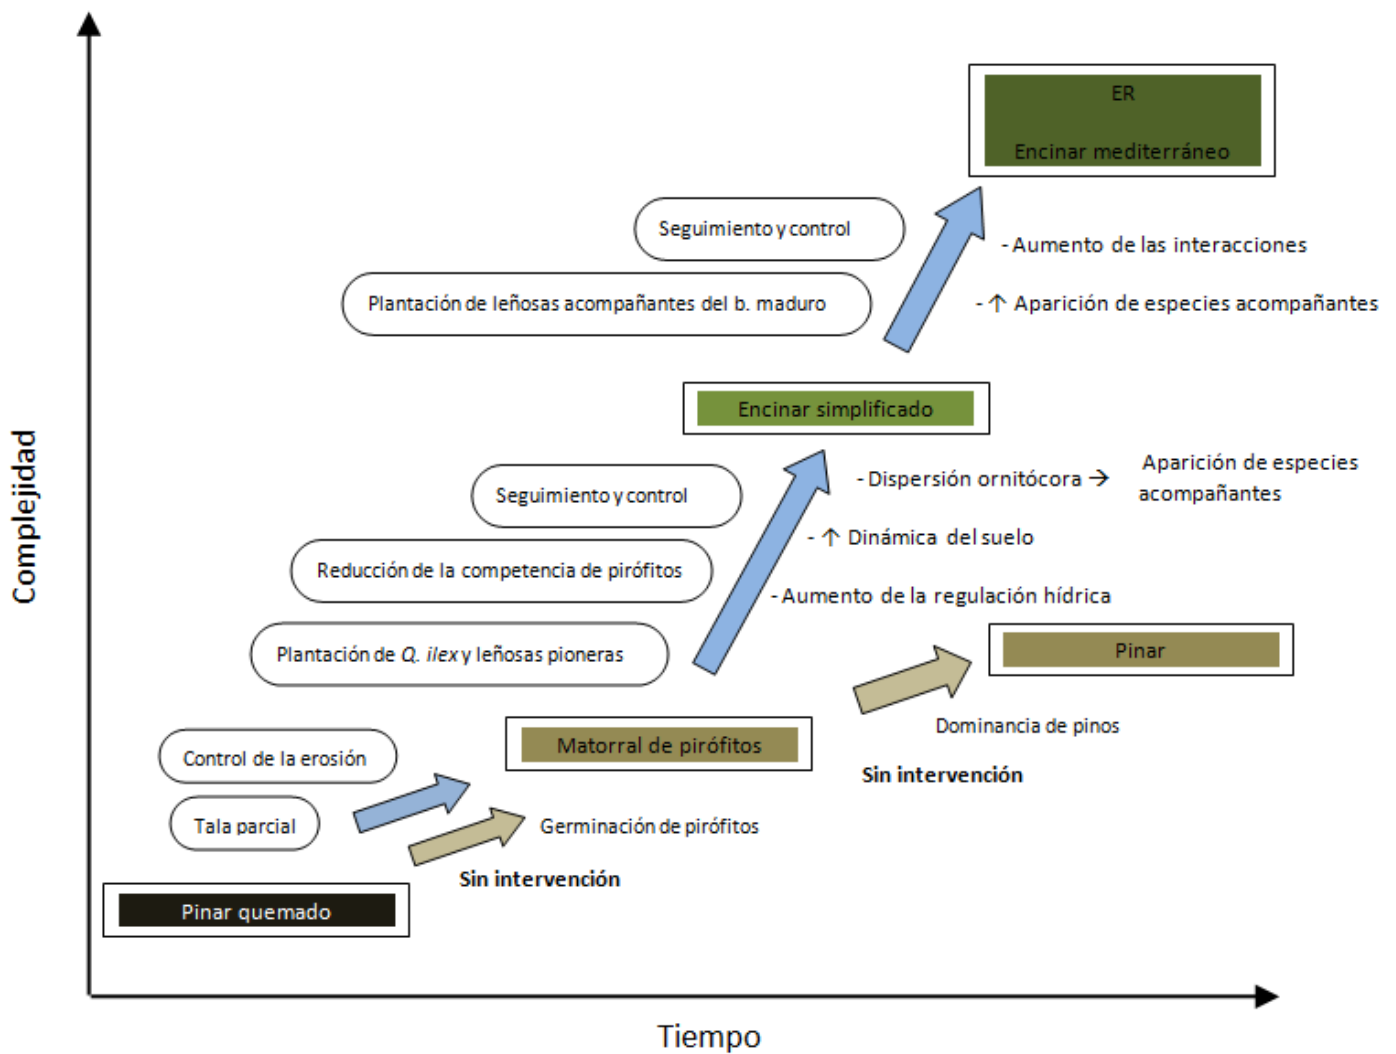 ER
Encinar mediterráneo
Seguimiento y control
- Aumento de las interacciones
Plantación de leñosas acompañantes del b. maduro
- ↑ Aparición de especies acompañantes
Encinar simplificado
Complejidad
Seguimiento y control
- Dispersión ornitócora →
Aparición de especies
acompañantes
- ↑ Dinámica del suelo
Reducción de la competencia de pirófitos
- Aumento de la regulación hídrica
Plantación de Q. ilex y leñosas pioneras
Pinar
Dominancia de pinos
Sin intervención
Matorral de pirófitos
Control de la erosión
Tala parcial
Germinación de pirófitos
Sin intervención
Pinar quemado
Tiempo